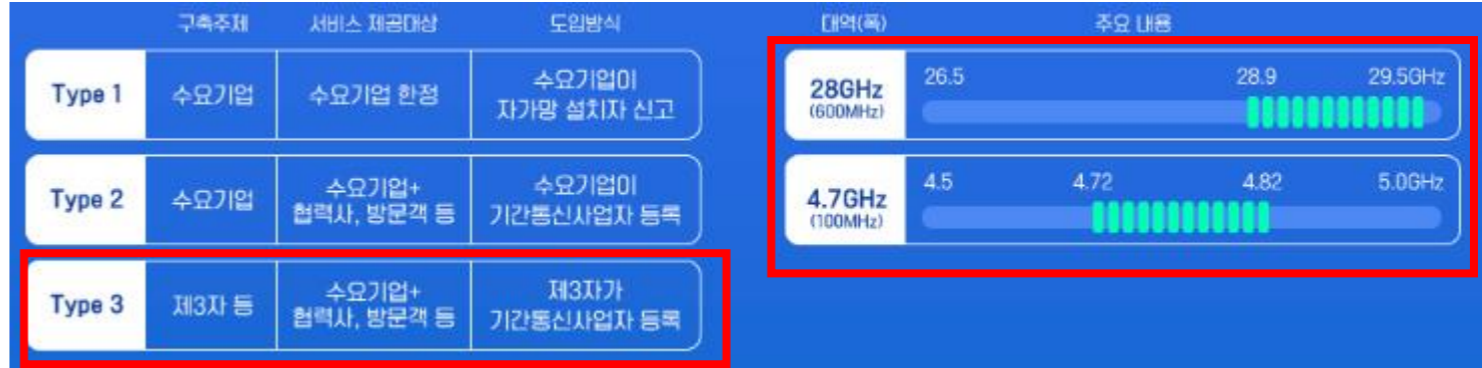 구축주체 서비스 제공대상 도입방식
Type 1 수요기업 수요기업 한정 수요기업이
자가망 설치자 신고
Type 2 수요기업 수요기업+
협력사, 방문객 등 수요기업이
기간통신사업자 등록
Type 3 제3자 등 수요기업+
협력사, 방문객 등 제3자가
기간통신사업자 등록
대역(폭) 주요 내용
28GHz
(600MHz)
26.5 28.9 29.5GHz
4.7GHz
(100MHz)
4.5 4.72 4.82 5.0GHz